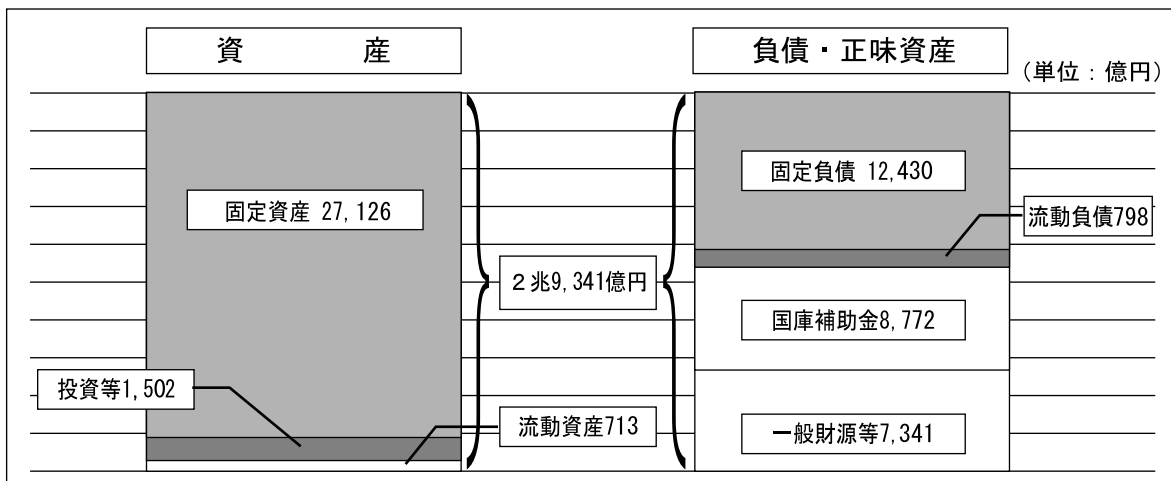 資産
負債・正味資産
(単位：億円)
固定資産 27,126
固定負債 12,430
流動負債798
2兆9,341億円
国庫補助金8,772
投資等1,502
流動資産713
一般財源等7,341